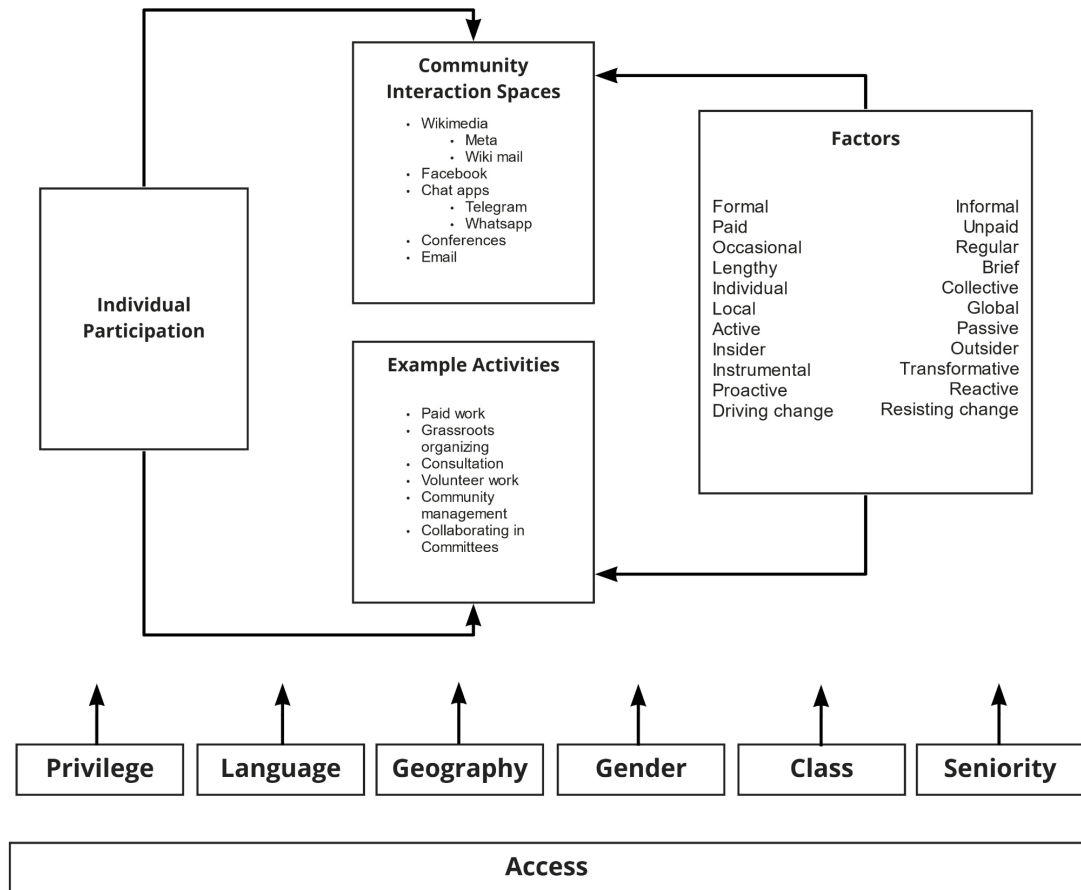 Community
Interaction Spaces
• Wikimedia
• Meta
• Wiki mail
• Facebook
• Chat apps
• Telegram
• Whatsapp
• Conferences
• Email
Individual
Participation
Example Activities
• Paid work
• Grassroots
organizing
• Consultation
• Volunteer work
• Community
management
• Collaborating in
Committees
Factors
Formal Informal
Paid Unpaid
Occasional Regular
Lengthy Brief
Individual Collective
Local Global
Active Passive
Insider Outsider
Instrumental Transformative
Proactive Reactive
Driving change Resisting change
Privilege
Language
Geography
Gender
Class
Seniority
Access